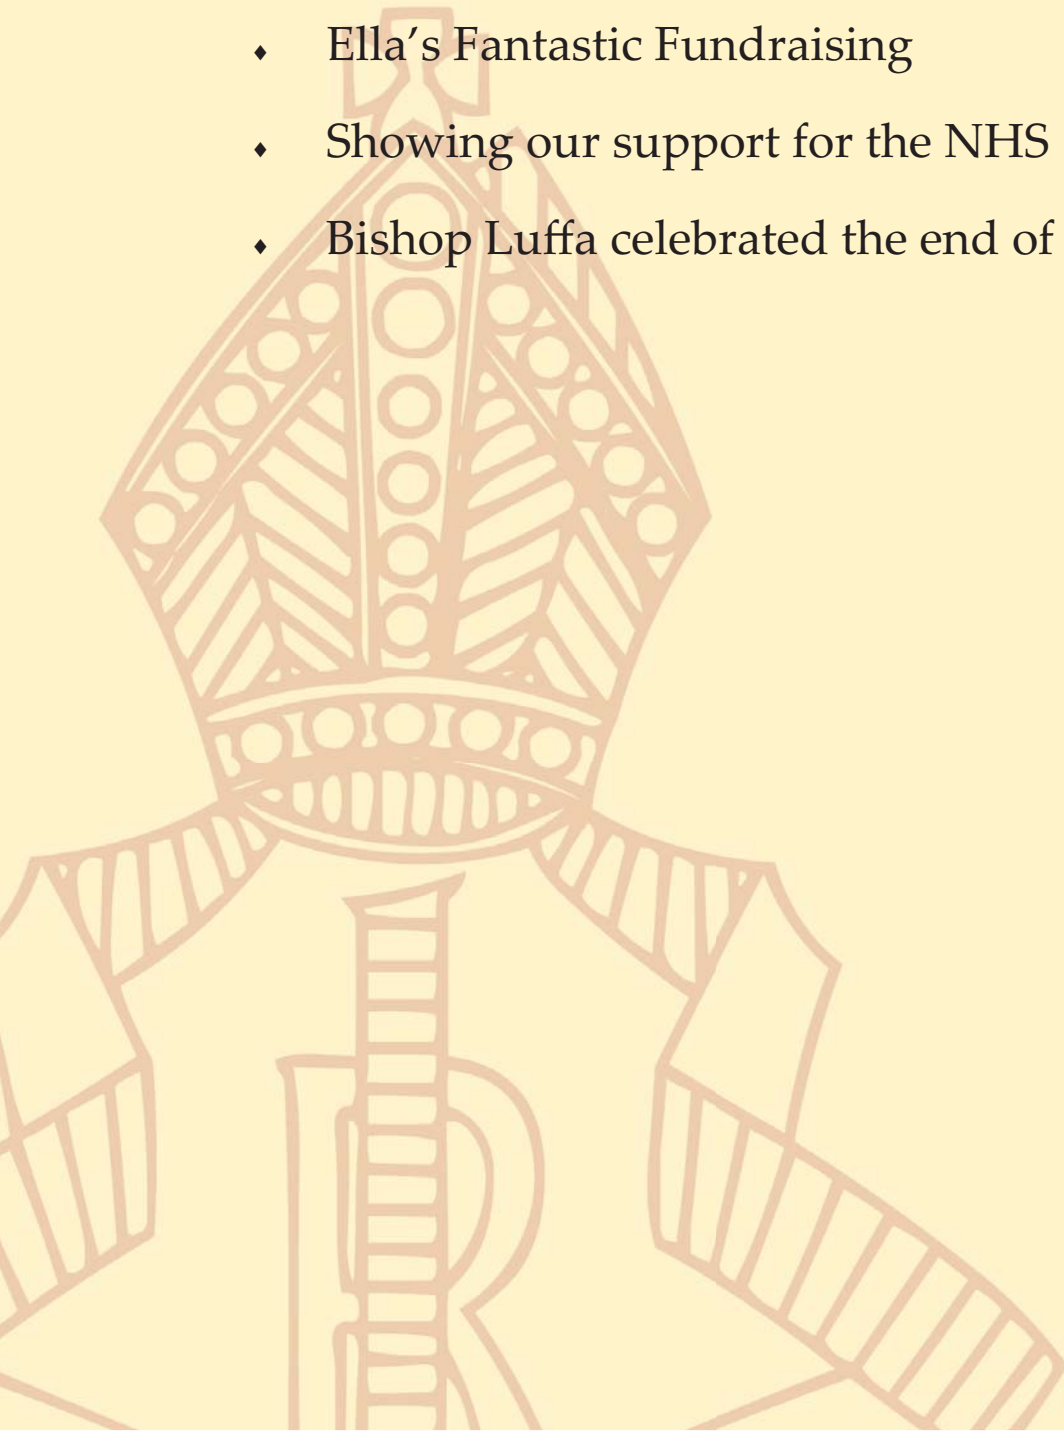 ♦ Ella’s Fantastic Fundraising
♦ Showing our support for the NHS
♦ Bishop Luffa celebrated the end of